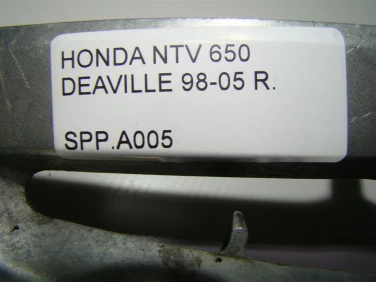 HONDA NTV 650
DEAVILLE 98-05 R.
SPP.A005